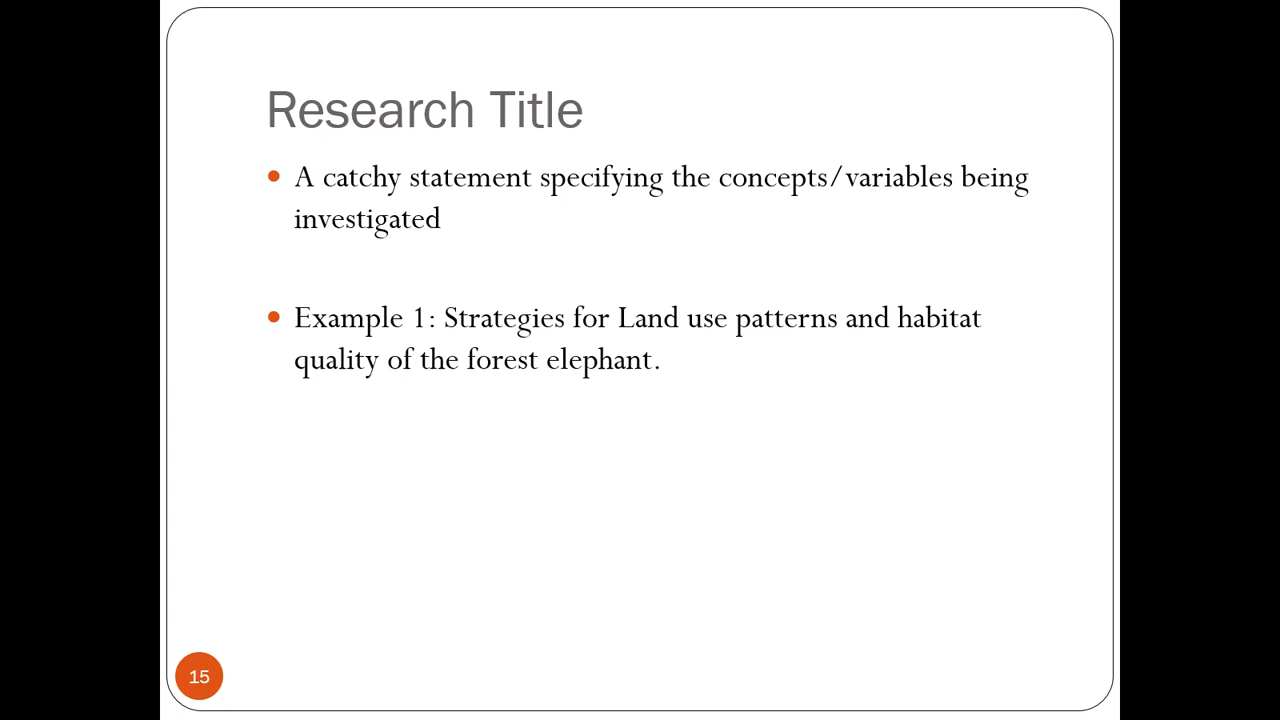 Research Title
A catchy statement specifying the concepts/variables being
investigated
Example 1: Strategies for Land use patterns and habitat
quality of the forest elephant.
15